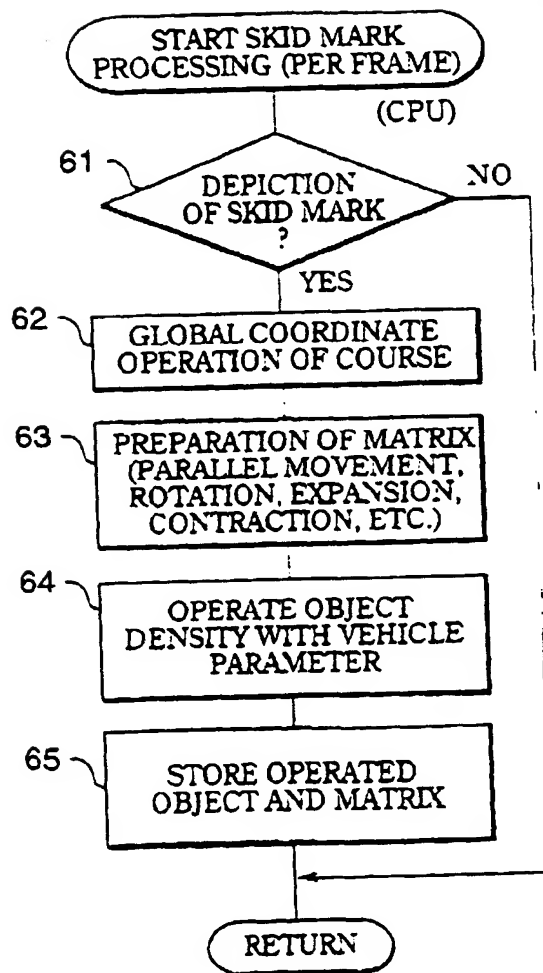 START SKID MARK
PROCESSING (PER FRAME)
(CPU)
61
DEPICTION
OF SKID MARK
?
NO
YES
62
GLOBAL COORDINATE
OPERATION OF COURSE
63
PREPARATION OF MATRIX
(PARALLEL MOVEMENT,
ROTATION, EXPANSION,
CONTRACTION, ETC.)
64
OPERATE OBJECT
DENSITY WITH VEHICLE
PARAMETER
65
STORE OPERATED
OBJECT AND MATRIX
RETURN